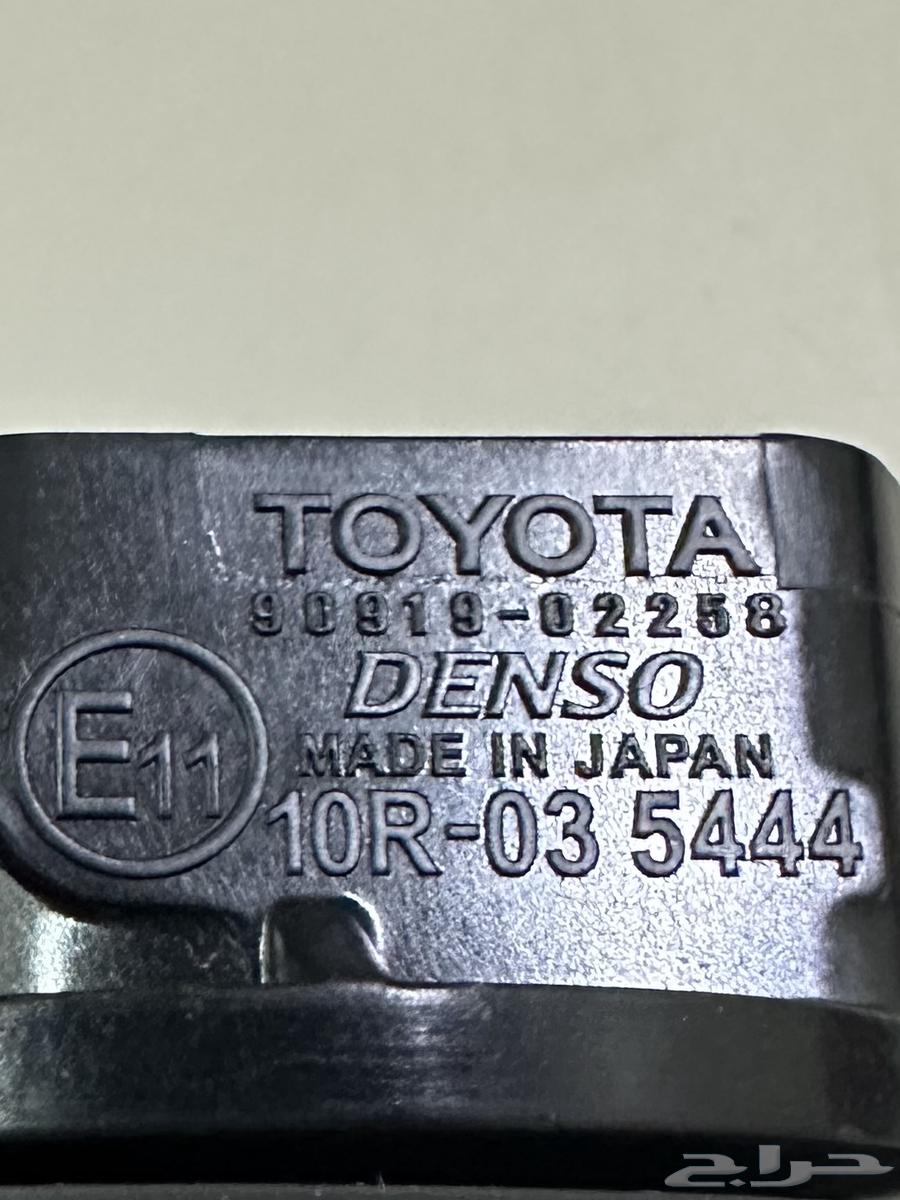 TOYOTA
90919-02258
DENSO
MADE IN JAPAN
E11
10R-03 5444
حراج